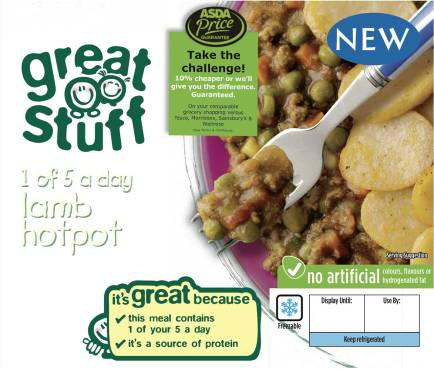 great
stuff
1 of 5 a day
lamb
hotpot
ASDA
Price
GUARANTEE
Take the
challenge!
10% cheaper or we'll
give you the difference.
Guaranteed.
On your comparable
grocery shopping versus
Tesco, Morrisons, Sainsbury's &
Waitrose
NEW
Serving Suggestion
no artificial colours, flavours or
hydrogenated fat
it's great because
✓ this meal contains
1 of your 5 a day
✓ it's a source of protein
Freezable
Display Until:
Use By:
Keep refrigerated